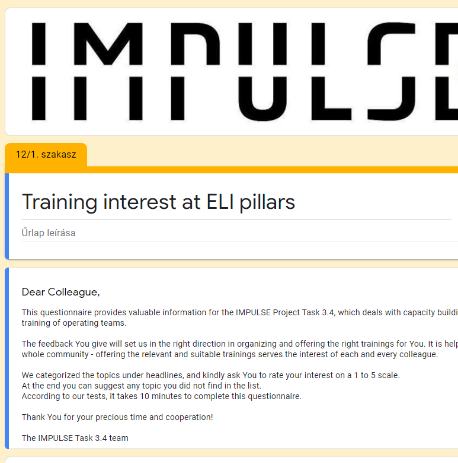 IMPULSE
12/1. szakasz
Training interest at ELI pillars
Űrlap leírása
Dear Colleague,
This questionnaire provides valuable information for the IMPULSE Project Task 3.4, which deals with capacity
training of operating teams.
The feedback You give will set us in the right direction in organizing and offering the right trainings for You. It is
whole community - offering the relevant and suitable trainings serves the interest of each and every colleague.
We categorized the topics under headlines, and kindly ask You to rate your interest on a 1 to 5 scale.
At the end you can suggest any topic you did not find in the list.
According to our tests, it takes 10 minutes to complete this questionnaire.
Thank You for your precious time and cooperation!
The IMPULSE Task 3.4 team